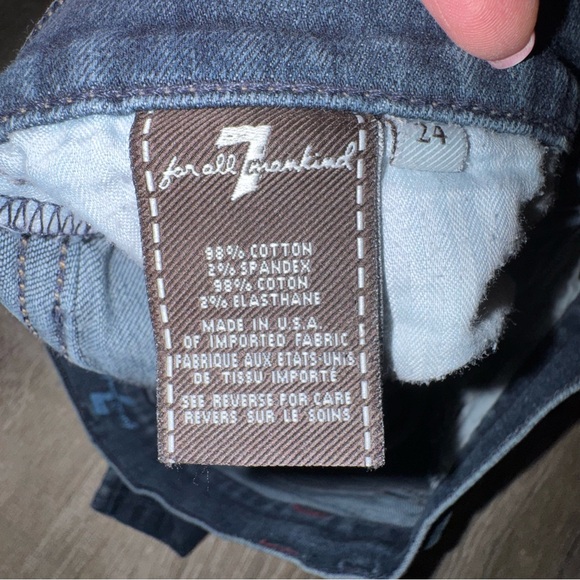 for all 7 mankind
24
98% COTTON
2% SPANDEX
98% COTON
2% ELASTHANE
MADE IN U.S.A.
OF IMPORTED FABRIC
FABRIQUE AUX ETATS-UNIS
DE TISSU IMPORTÉ
SEE REVERSE FOR CARE
REVERS SUR LE SOINS